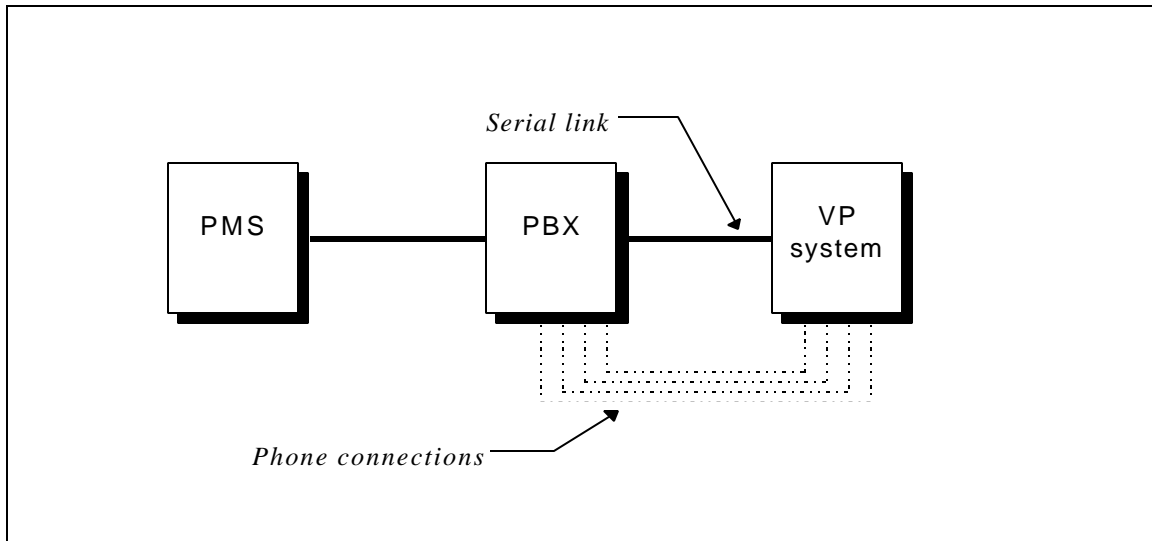 Serial link
PMS
PBX
VP
system
Phone connections